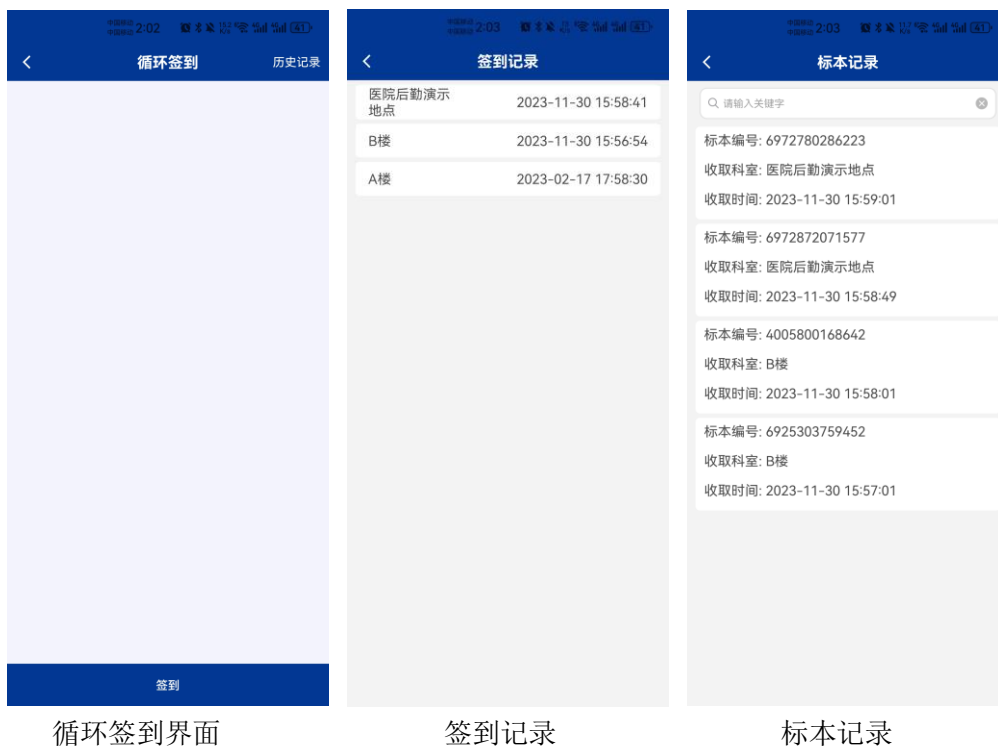 2:02
循环签到
历史记录
签到
循环签到界面
2:03
签到记录
医院后勤演示
地点
2023-11-30 15:58:41
B楼
2023-11-30 15:56:54
A楼
2023-02-17 17:58:30
签到记录
2:03
标本记录
请输入关键字
标本编号: 6972780286223
收取科室: 医院后勤演示地点
收取时间: 2023-11-30 15:59:01
标本编号: 6972872071577
收取科室: 医院后勤演示地点
收取时间: 2023-11-30 15:58:49
标本编号: 4005800168642
收取科室: B楼
收取时间: 2023-11-30 15:58:01
标本编号: 6925303759452
收取科室: B楼
收取时间: 2023-11-30 15:57:01
标本记录